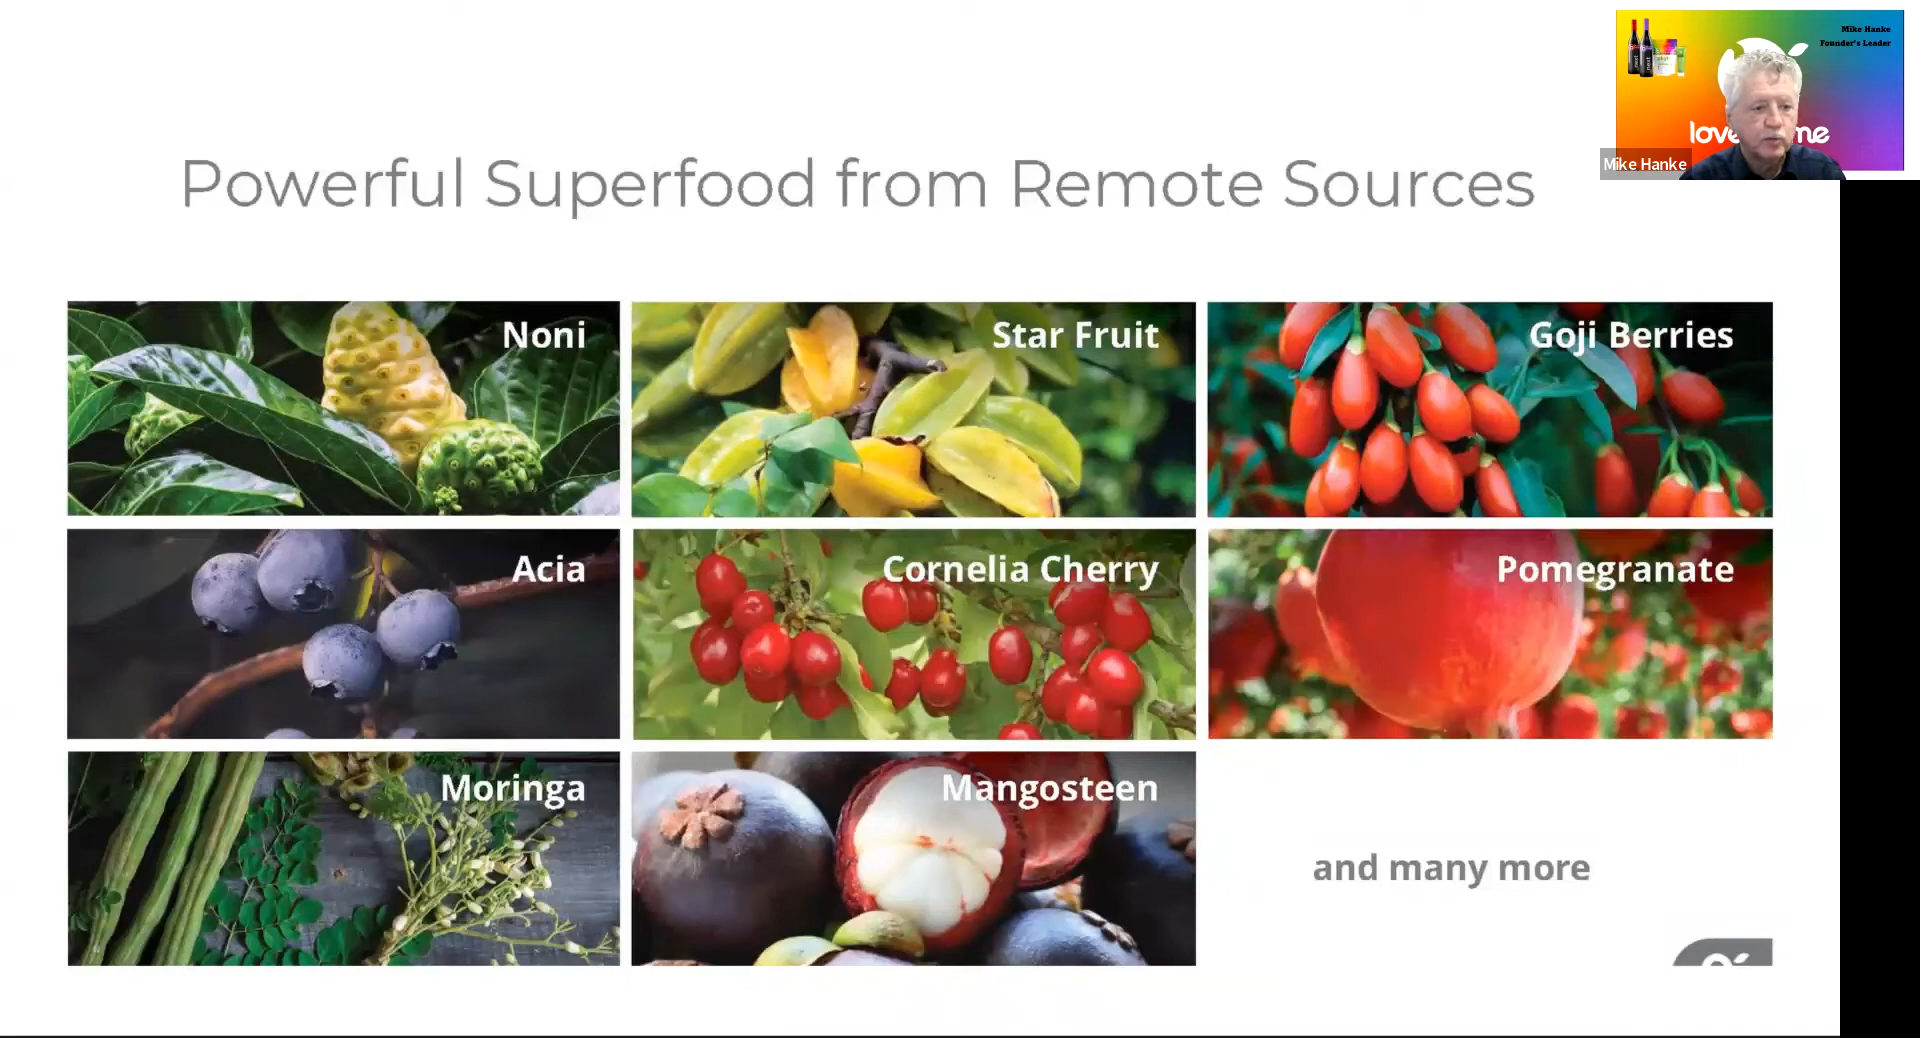 Mike Hanke
Founder's Leader
Mike Hanke
Powerful Superfood from Remote Sources
Noni
Star Fruit
Goji Berries
Acia
Cornelia Cherry
Pomegranate
Moringa
Mangosteen
and many more